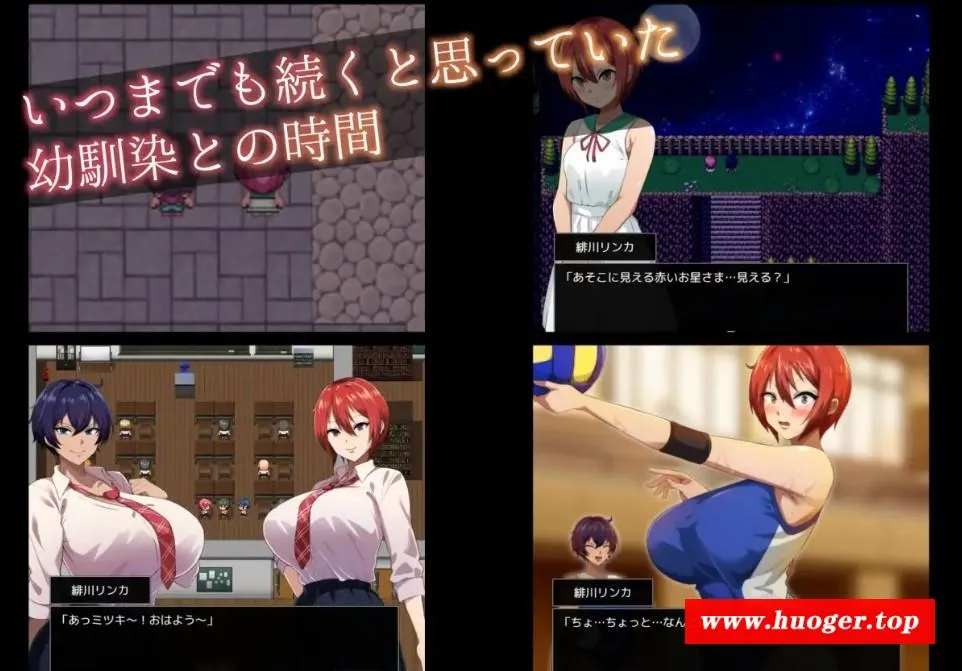 いつまでも続くと思っていた
幼馴染との時間
緋川リンカ
「あそこに見える赤いお星さま…見える？」
緋川リンカ
「あっミツキ～！おはよう～」
緋川リンカ
「ちょ…ちょっと…なん
www.huoger.top